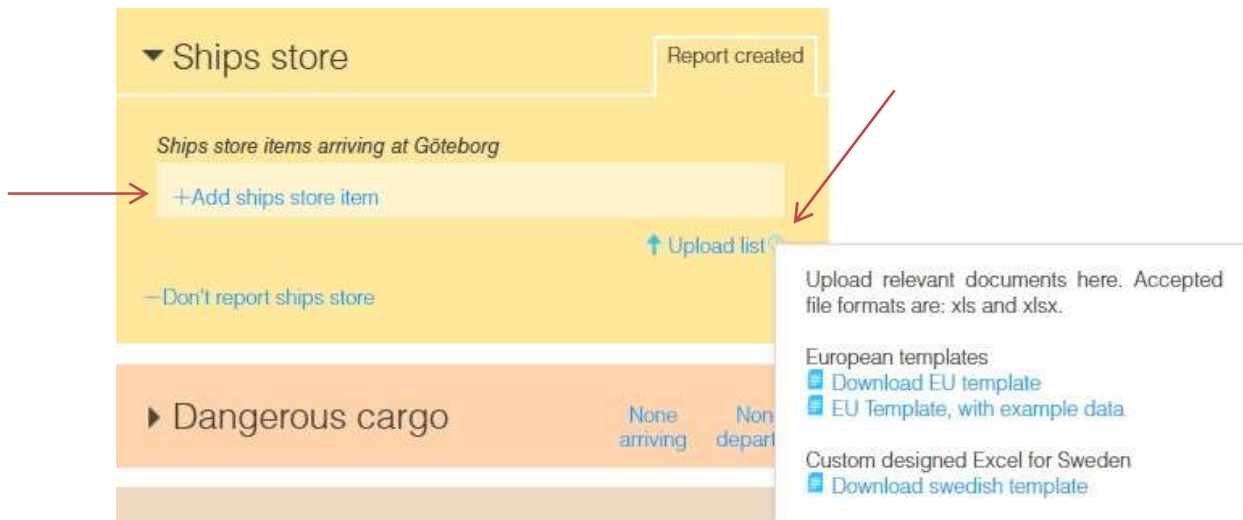 Ships store
Report created
Ships store items arriving at Göteborg
+Add ships store item
Upload list
−Don't report ships store
Upload relevant documents here. Accepted
file formats are: xls and xlsx.
European templates
Download EU template
EU Template, with example data
Custom designed Excel for Sweden
Download swedish template
Dangerous cargo
None
arriving
Non
depart